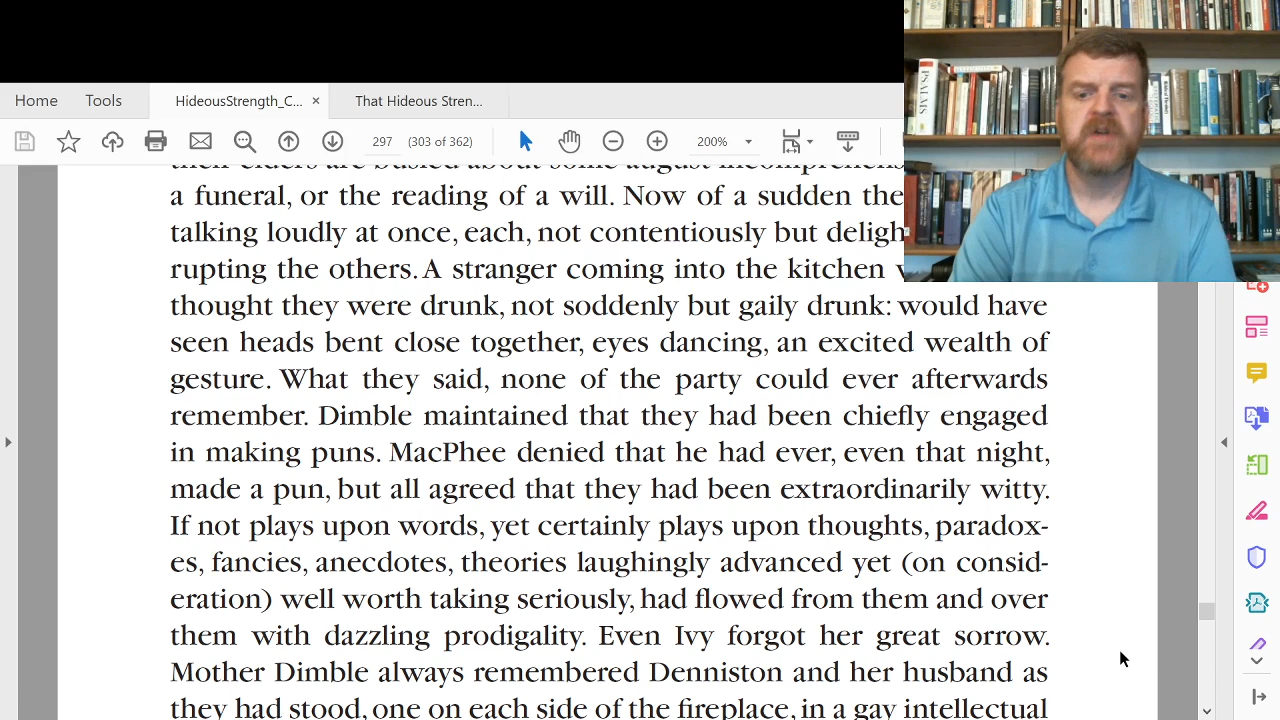 Home Tools HideousStrength_C... × That Hideous Stren...
297 (303 of 362) 200%
their elders are busied about some august
a funeral, or the reading of a will. Now of a sudden
talking loudly at once, each, not contentiously but
rupting the others. A stranger coming into the kitchen
thought they were drunk, not soddenly but gaily drunk: would have
seen heads bent close together, eyes dancing, an excited wealth of
gesture. What they said, none of the party could ever afterwards
remember. Dimble maintained that they had been chiefly engaged
in making puns. MacPhee denied that he had ever, even that night,
made a pun, but all agreed that they had been extraordinarily witty.
If not plays upon words, yet certainly plays upon thoughts, paradox-
es, fancies, anecdotes, theories laughingly advanced yet (on consid-
eration) well worth taking seriously, had flowed from them and over
them with dazzling prodigality. Even Ivy forgot her great sorrow.
Mother Dimble always remembered Denniston and her husband as
they had stood, one on each side of the fireplace, in a gay intellectual
PSALMS